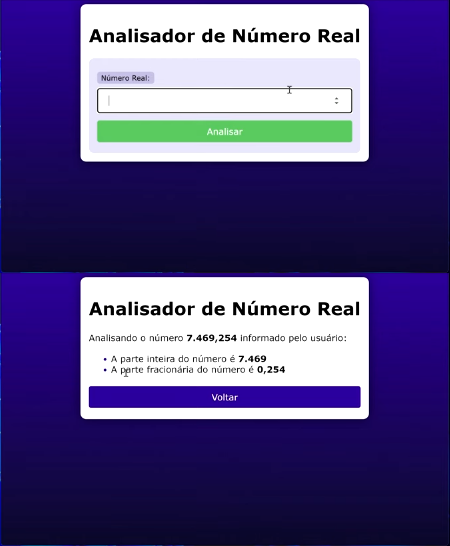 Analisador de Número Real
Número Real:
Analisar
Analisador de Número Real
Analisando o número 7.469,254 informado pelo usuário:
• A parte inteira do número é 7.469
• A parte fracionária do número é 0,254
Voltar